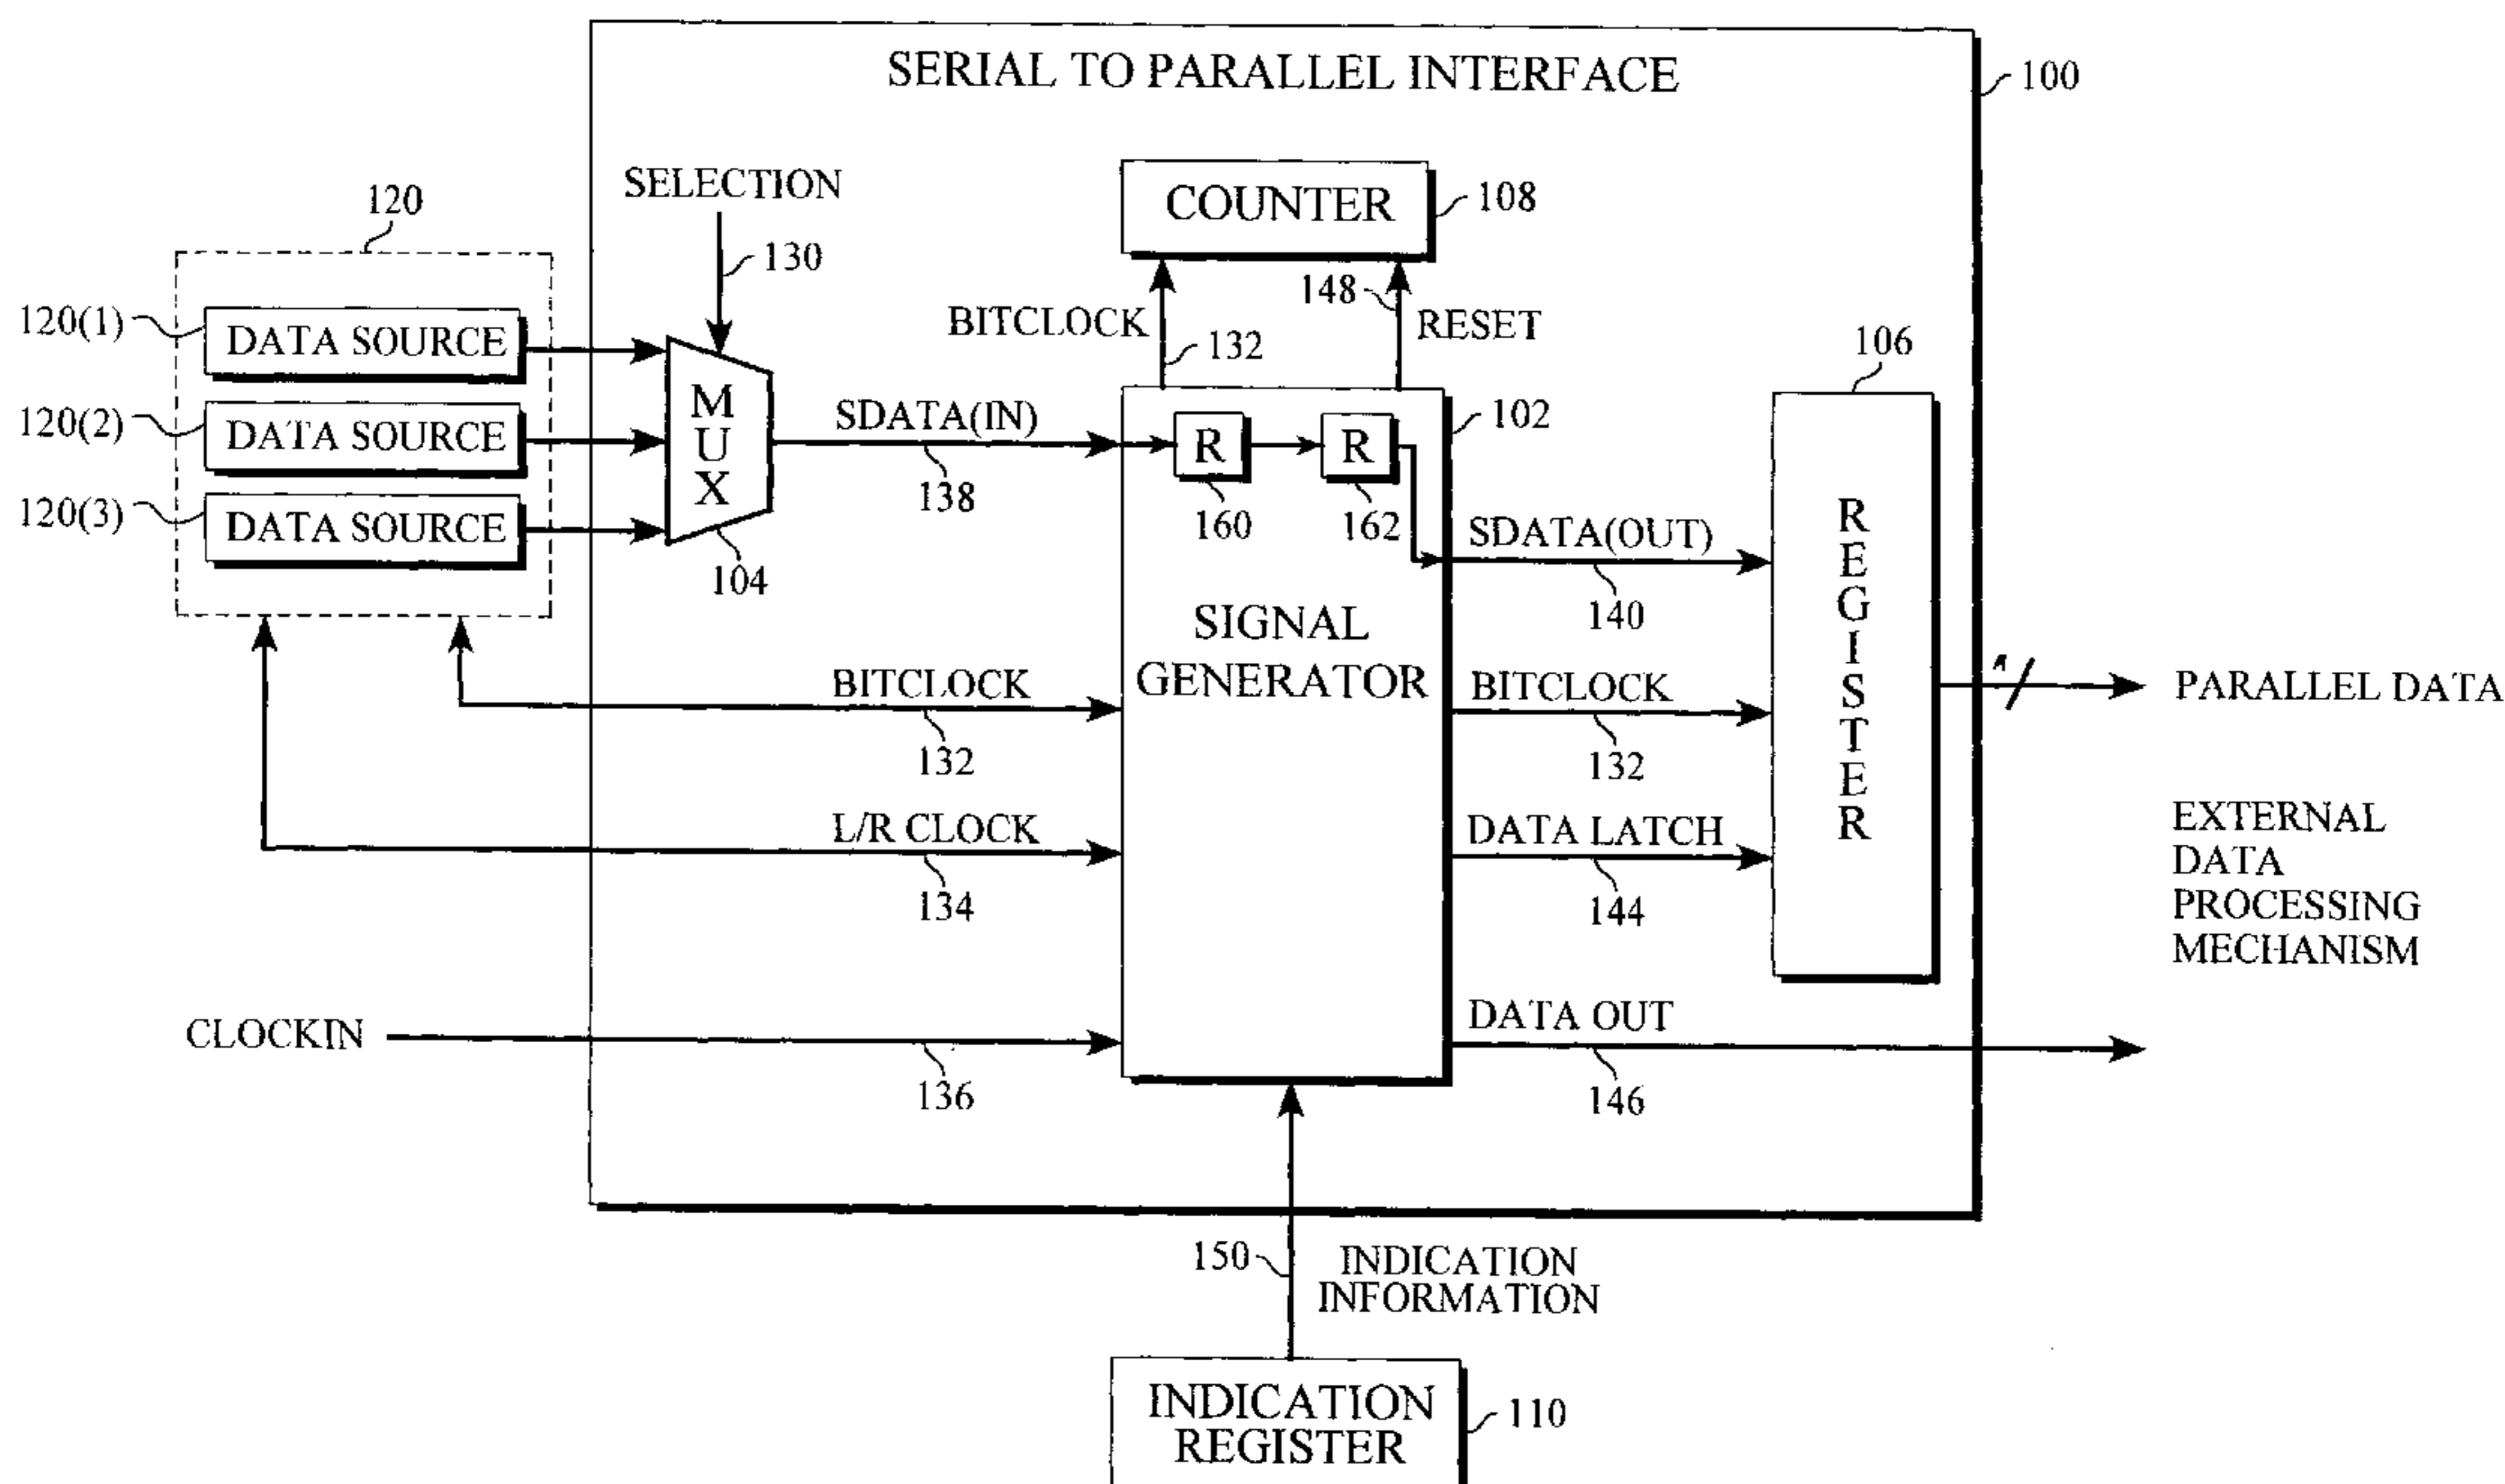 SERIAL TO PARALLEL INTERFACE
100
SELECTION
130
120
COUNTER
108
BITCLOCK
132
148
RESET
120(1)
DATA SOURCE
120(2)
DATA SOURCE
120(3)
DATA SOURCE
MUX
104
SDATA(IN)
138
R
160
R
162
102
106
SDATA(OUT)
140
SIGNAL
GENERATOR
REGISTER
BITCLOCK
132
BITCLOCK
132
PARALLEL DATA
L/R CLOCK
134
DATA LATCH
144
EXTERNAL
DATA
PROCESSING
MECHANISM
CLOCKIN
136
DATA OUT
146
150
INDICATION
INFORMATION
INDICATION
REGISTER
110